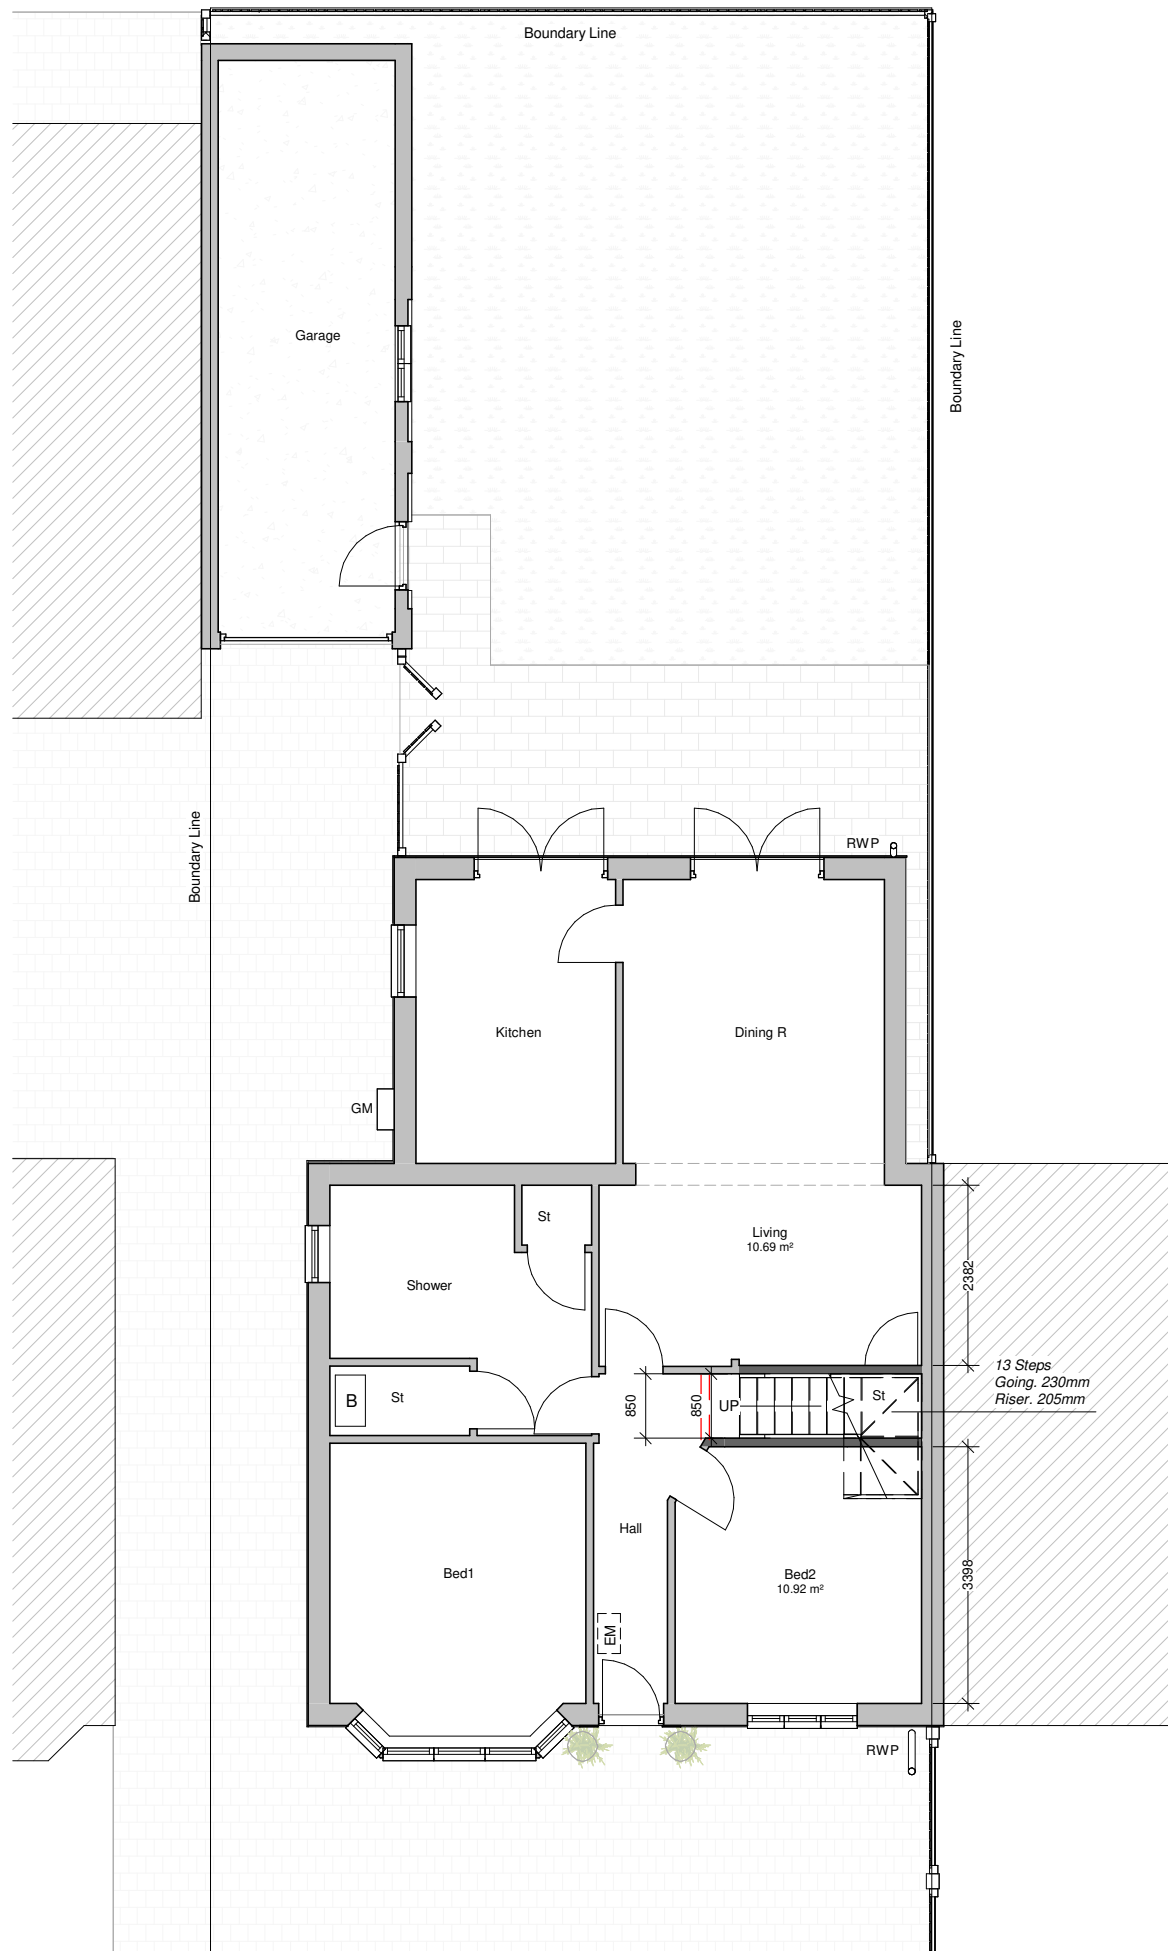 Boundary Line
Garage
Boundary Line
Boundary Line
RWP
Kitchen
Dining R
GM
St
Living
10.69 m²
2382
Shower
13 Steps
Going. 230mm
Riser. 205mm
B
St
850
850
UP
St
Hall
Bed1
Bed2
10.92 m²
3398
EM
RWP